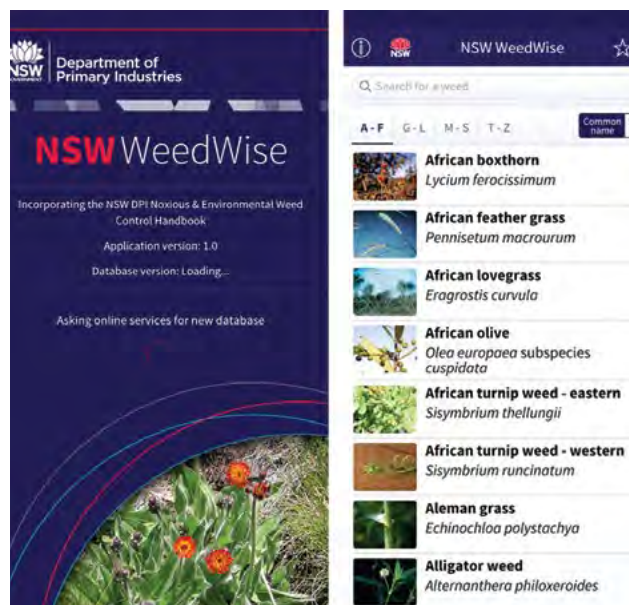 NSW
GOVERNMENT
Department of
Primary Industries
NSW WeedWise
Incorporating the NSW DPI Noxious & Environmental Weed
Control Handbook
Application version: 1.0
Database version: Loading...
Asking online services for new database
NSW WeedWise
Search for a weed
A-F G-L M-S T-Z
Common
name
African boxthorn
Lycium ferocissimum
African feather grass
Pennisetum macrourum
African lovegrass
Eragrostis curvula
African olive
Olea europaea subspecies
cuspidata
African turnip weed - eastern
Sisymbrium thellungii
African turnip weed - western
Sisymbrium runcinatum
Aleman grass
Echinochloa polystachya
Alligator weed
Alternanthera philoxeroides